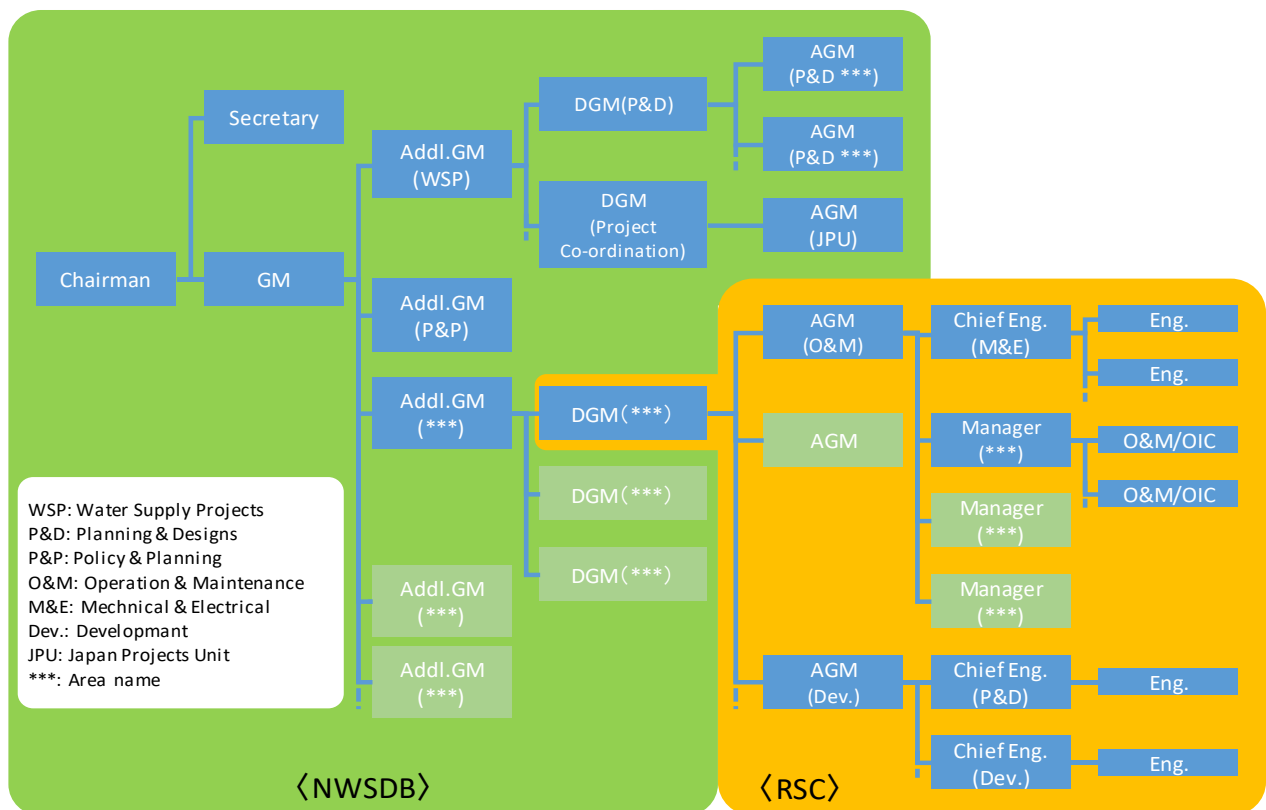 Chairman
Secretary
GM
Addl.GM
(WSP)
Addl.GM
(P&P)
Addl.GM
(***)
Addl.GM
(***)
Addl.GM
(***)
DGM(P&D)
DGM
(Project
Co-ordination)
DGM(***)
DGM(***)
DGM(***)
AGM
(P&D ***)
AGM
(P&D ***)
AGM
(JPU)
AGM
(O&M)
AGM
AGM
(Dev.)
Chief Eng.
(M&E)
Manager
(***)
Manager
(***)
Manager
(***)
Chief Eng.
(P&D)
Chief Eng.
(Dev.)
Eng.
Eng.
O&M/OIC
O&M/OIC
Eng.
Eng.
WSP: Water Supply Projects
P&D: Planning & Designs
P&P: Policy & Planning
O&M: Operation & Maintenance
M&E: Mechnical & Electrical
Dev.: Developmant
JPU: Japan Projects Unit
***: Area name
〈NWSDB〉
〈RSC〉